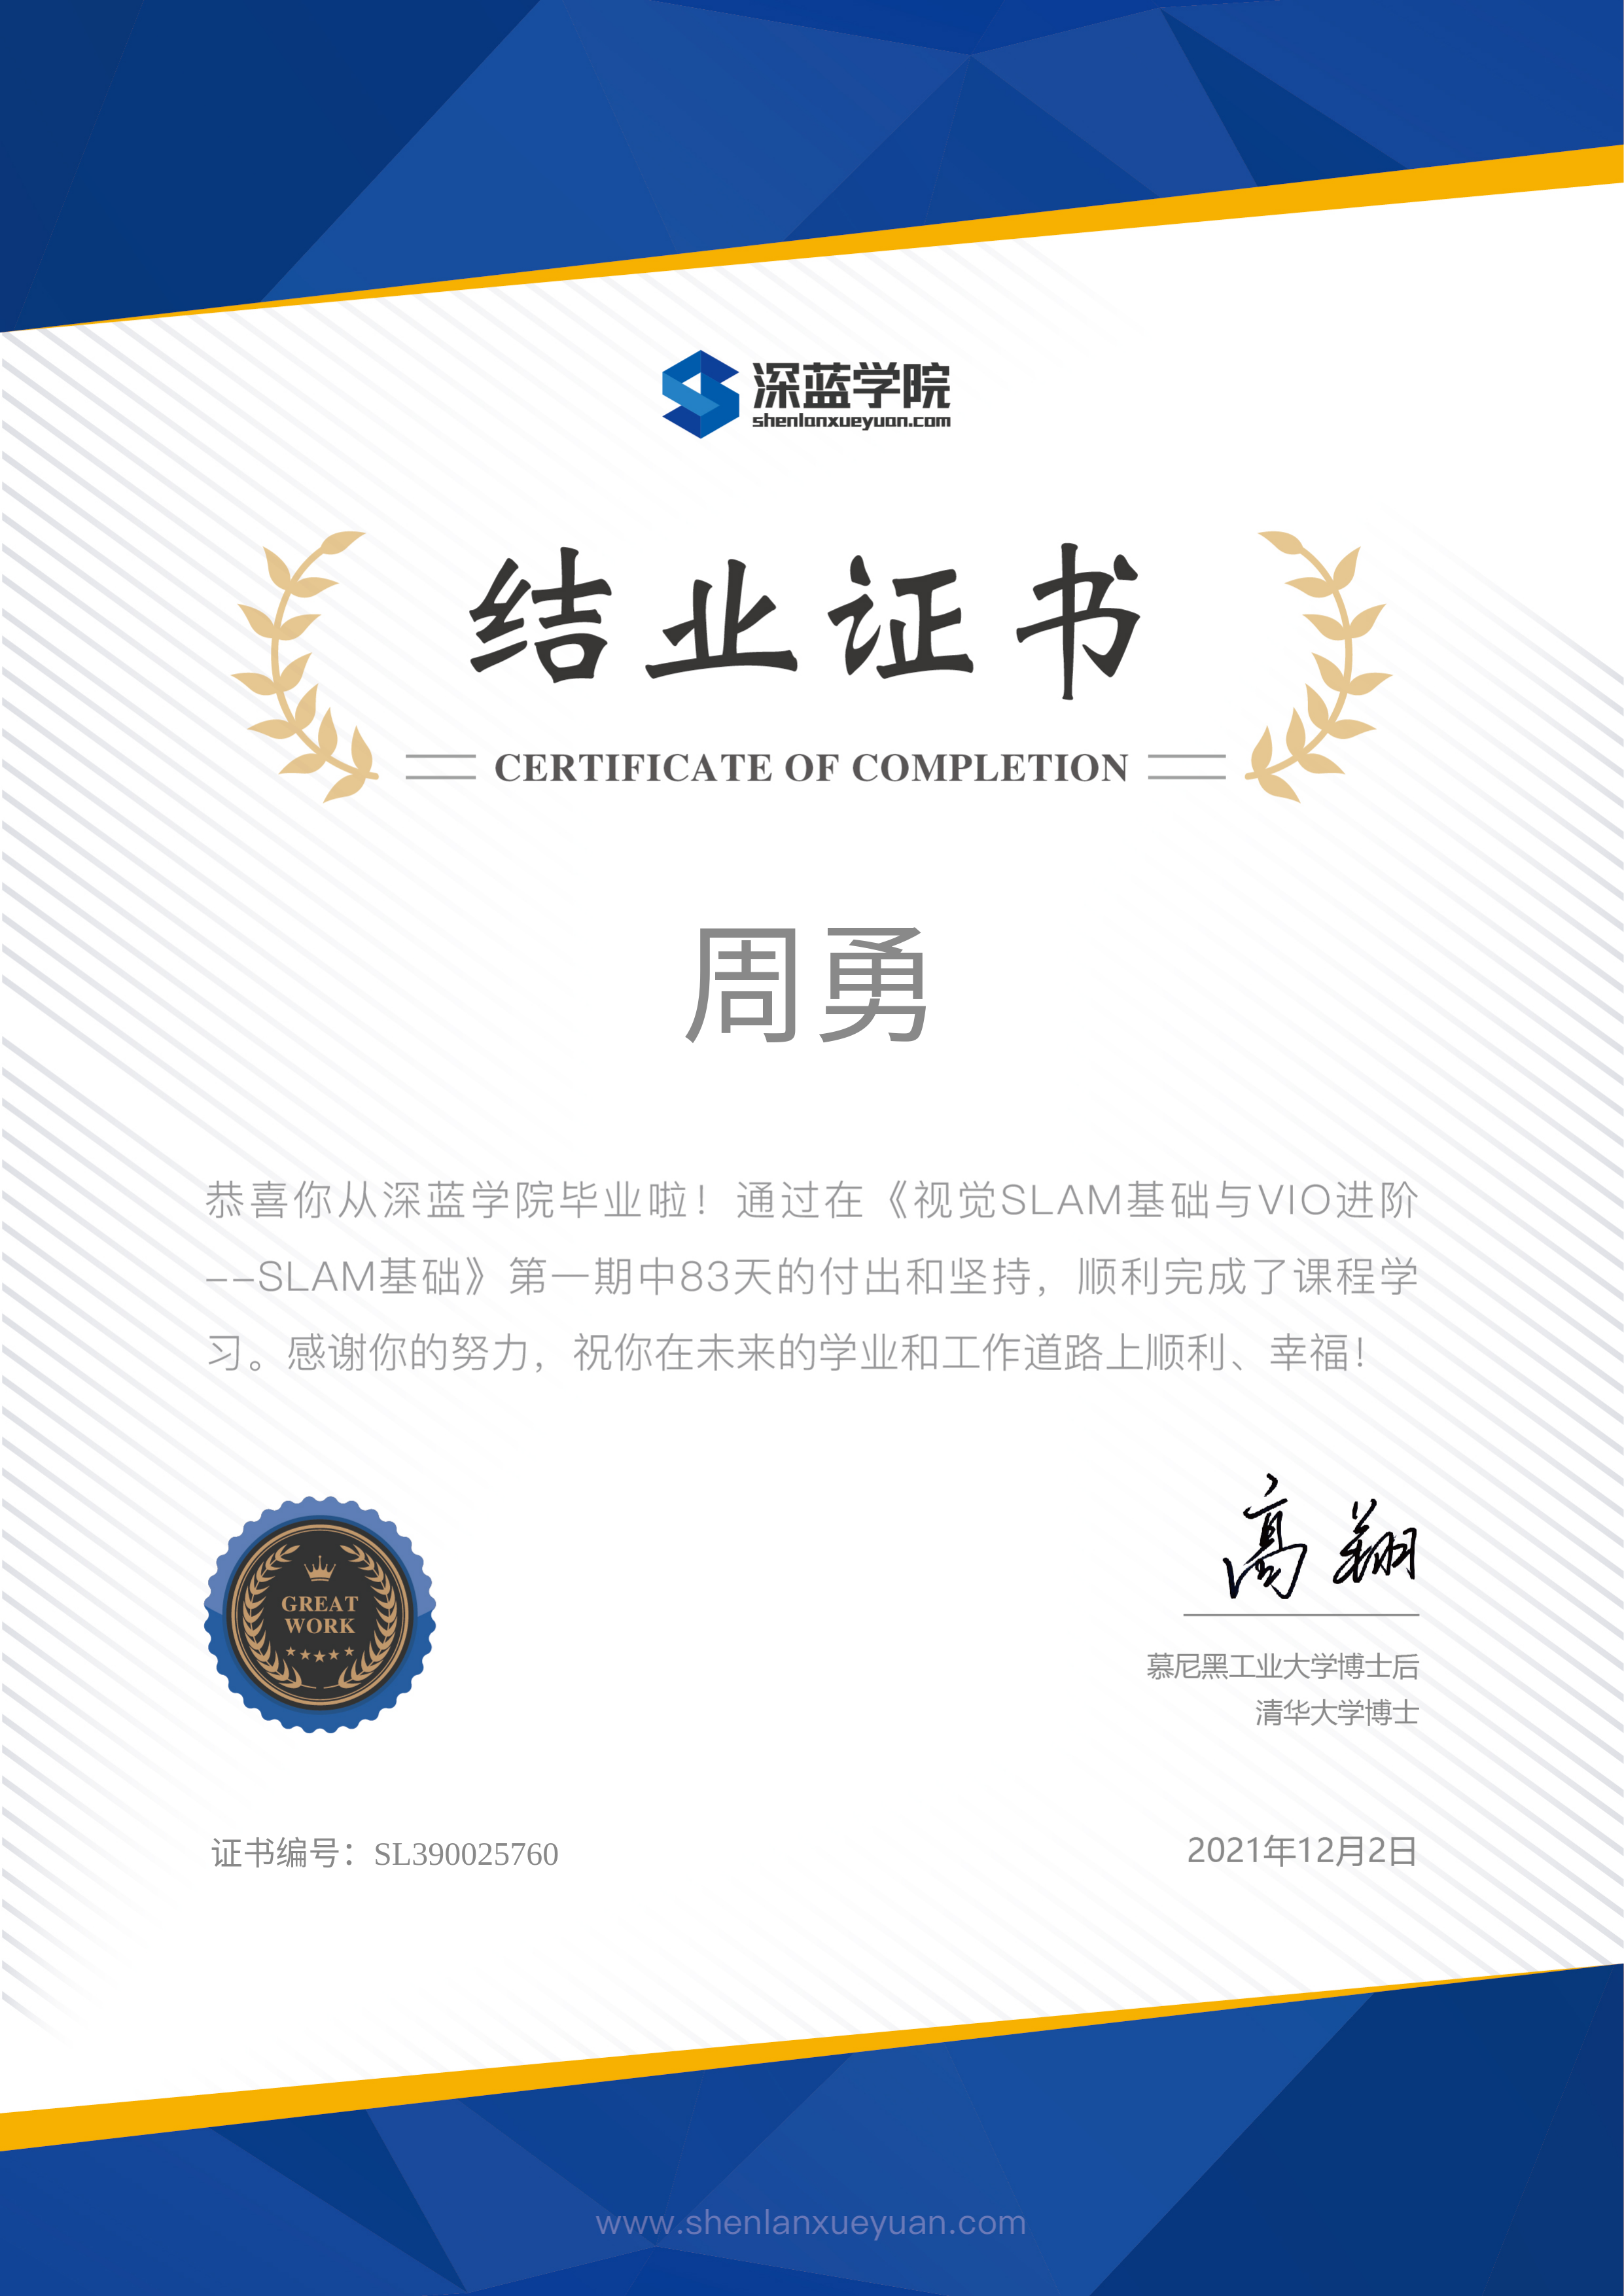 深蓝学院
shenlanxueyuan.com
结业证书
CERTIFICATE OF COMPLETION
周勇
恭喜你从深蓝学院毕业啦！通过在《视觉SLAM基础与VIO进阶
--SLAM基础》第一期中83天的付出和坚持，顺利完成了课程学
习。感谢你的努力，祝你在未来的学业和工作道路上顺利、幸福！
GREAT
WORK
高翔
慕尼黑工业大学博士后
清华大学博士
证书编号：SL390025760
2021年12月2日
www.shenlanxueyuan.com